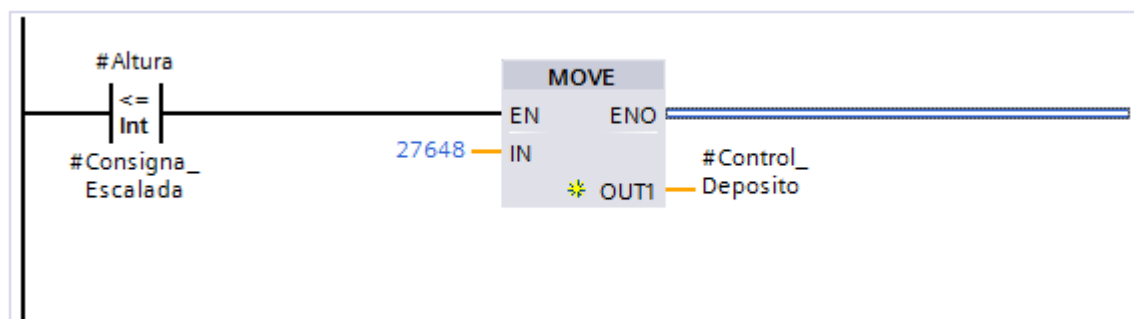 #Altura
<=
Int
#Consigna_
Escalada
MOVE
EN ENO
27648 IN
OUT1
#Control_
Deposito